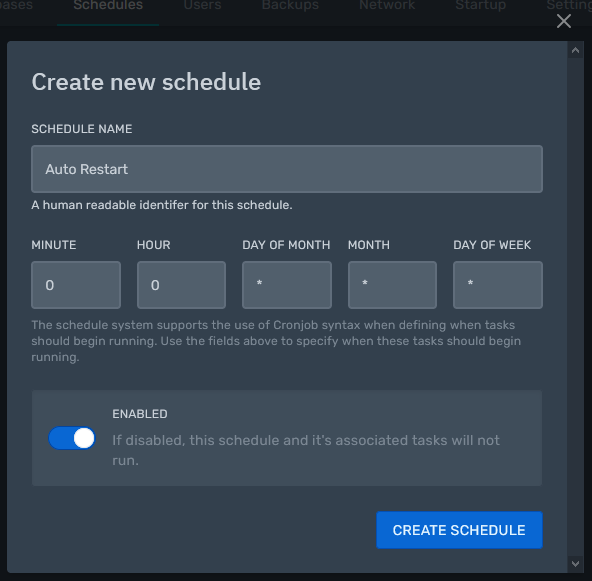 Schedules Users Backups Network Startup
Create new schedule
SCHEDULE NAME
Auto Restart
A human readable identifer for this schedule.
MINUTE HOUR DAY OF MONTH MONTH DAY OF WEEK
0 0 * * *
The schedule system supports the use of Cronjob syntax when defining when tasks
should begin running. Use the fields above to specify when these tasks should begin
running.
ENABLED
If disabled, this schedule and it's associated tasks will not
run.
CREATE SCHEDULE